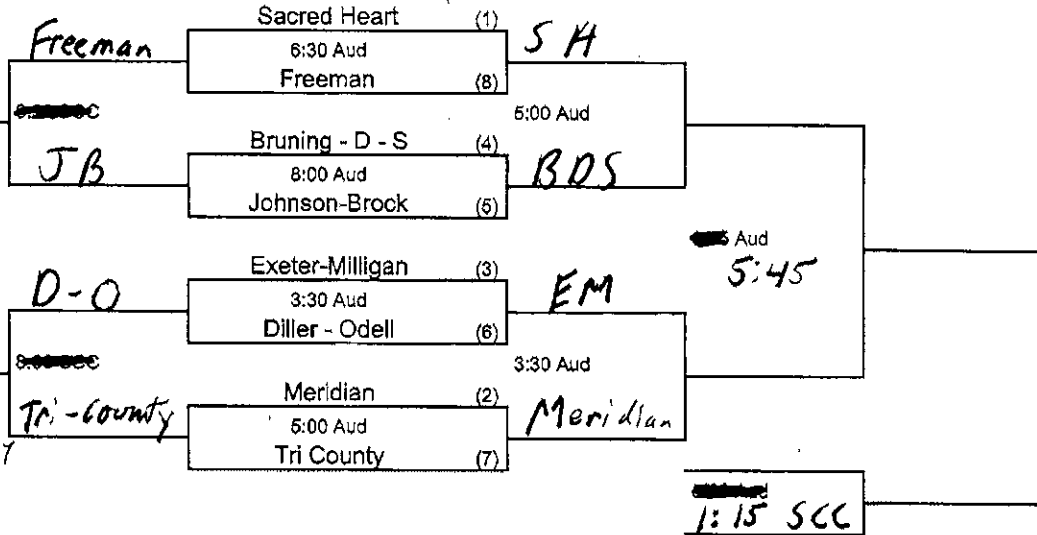 Sacred Heart (1)
Freeman
6:30 Aud
S H
Freeman (8)
5:00 Aud
Bruning - D - S (4)
JB
8:00 Aud
BDS
Johnson-Brock (5)
Aud
5:45
Exeter-Milligan (3)
D-O
3:30 Aud
EM
Diller - Odell (6)
3:30 Aud
Meridian (2)
Tri-County
5:00 Aud
Meridian
Tri County (7)
1:15 SCC